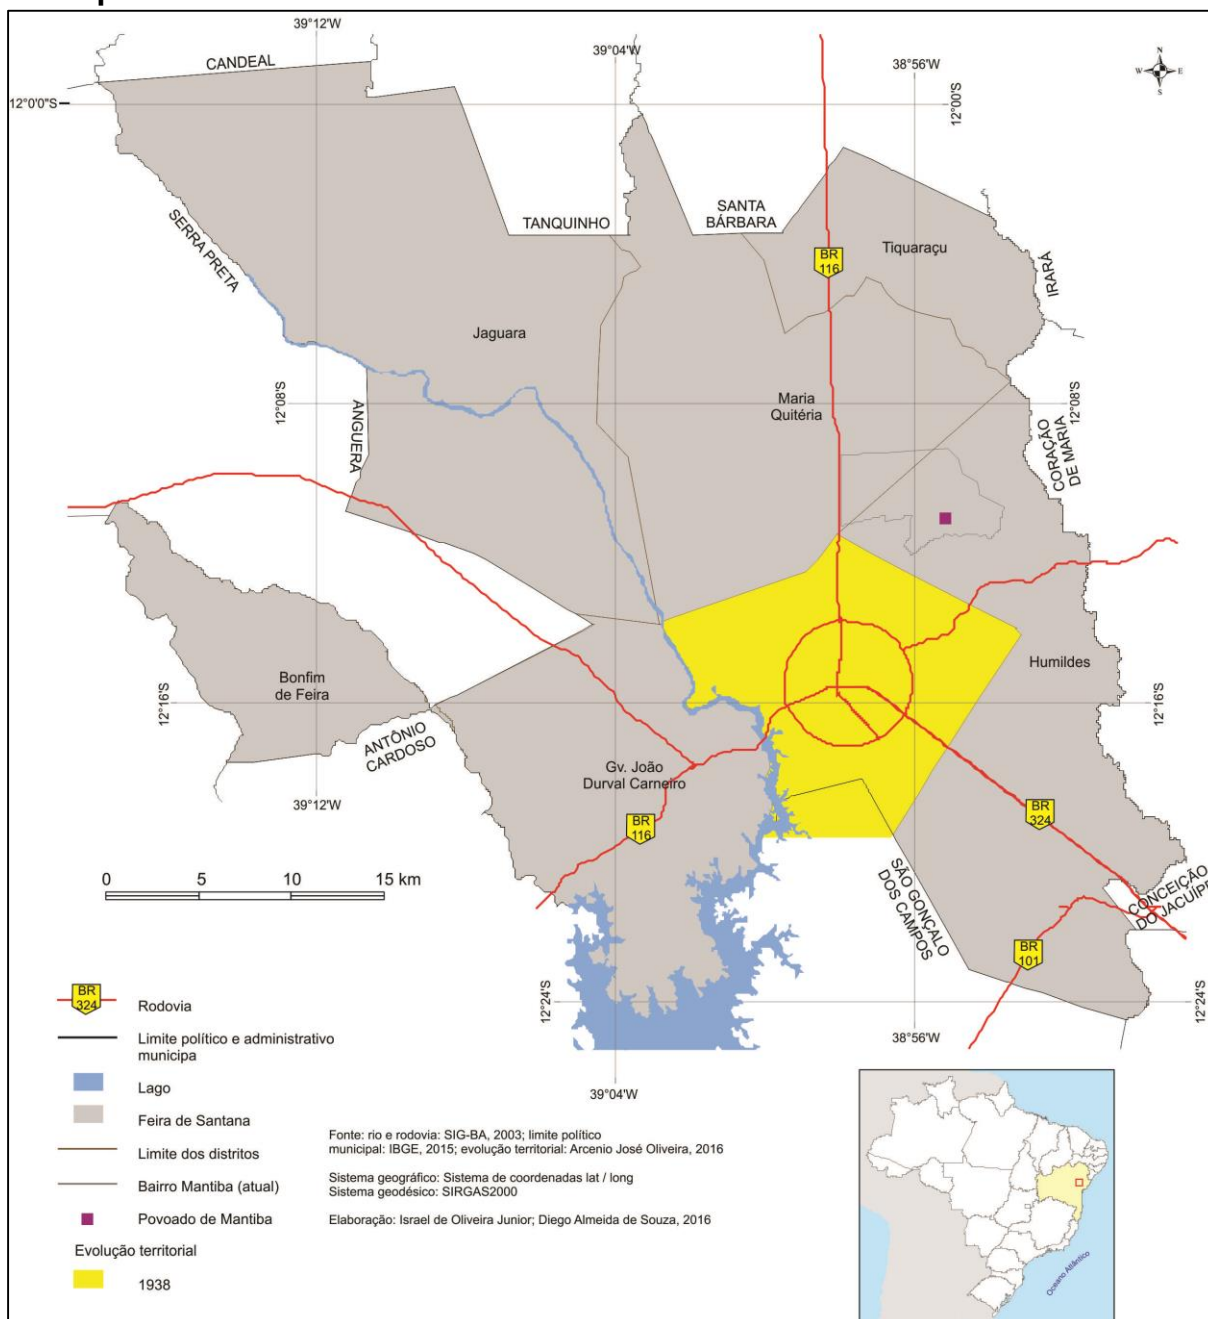 39°12'W
39°04'W
38°56'W
N
W
E
S
CANDEAL
12°0'0"S
12°00'S
SERRA PRETA
TANQUINHO
SANTA
BÁRBARA
Tiquaraçu
IRARÁ
BR
116
Jaguara
Maria
Quitéria
12°08'S
12°08'S
ANGUERA
CORAÇÃO
DE MARIA
Humildes
Bonfim
de Feira
12°16'S
12°16'S
ANTÔNIO
CARDOSO
Gv. João
Durval Carneiro
39°12'W
BR
116
BR
324
SÃO GONÇALO
DOS CAMPOS
CONCEIÇÃO
DO JACUÍPE
0 5 10 15 km
BR
101
12°24'S
12°24'S
38°56'W
39°04'W
BR
324
Rodovia
Limite político e administrativo
municipa
Lago
Feira de Santana
Limite dos distritos
Bairro Mantiba (atual)
Povoado de Mantiba
Evolução territorial
1938
Fonte: rio e rodovia: SIG-BA, 2003; limite político
municipal: IBGE, 2015; evolução territorial: Arcenio José Oliveira, 2016
Sistema geográfico: Sistema de coordenadas lat / long
Sistema geodésico: SIRGAS2000
Elaboração: Israel de Oliveira Junior; Diego Almeida de Souza, 2016
Oceano Atlântico